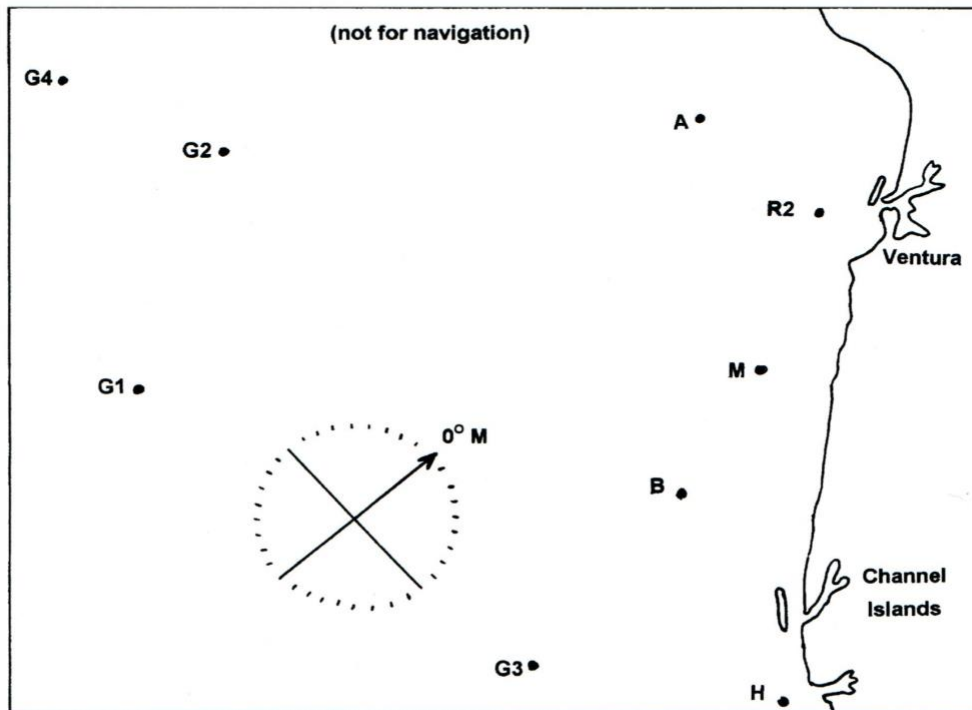 (not for navigation)
G4
A
G2
R2
Ventura
M
G1
0° M
B
Channel
Islands
G3
H